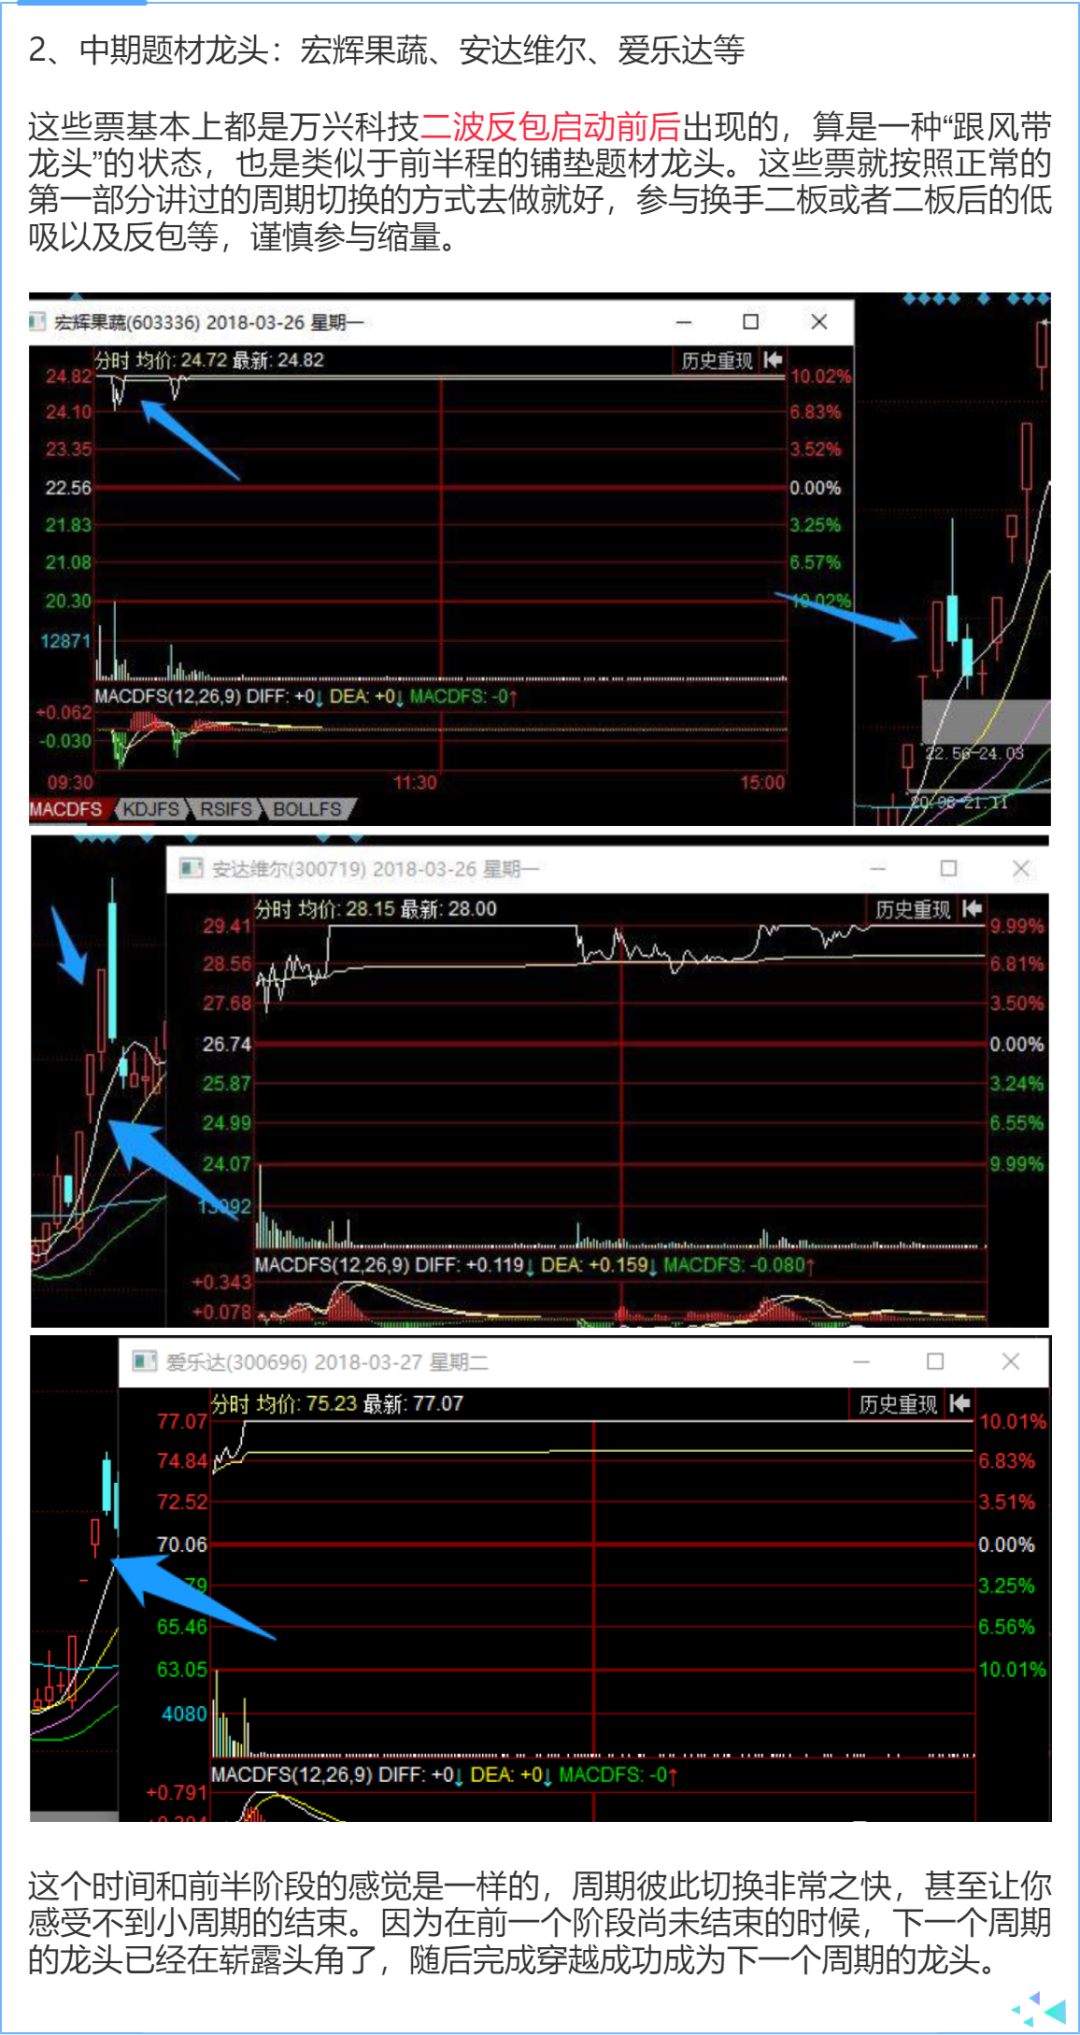 2、中期题材龙头：宏辉果蔬、安达维尔、爱乐达等
这些票基本上都是万兴科技二波反包启动前后出现的，算是一种“跟风带
龙头”的状态，也是类似于前半程的铺垫题材龙头。这些票就按照正常的
第一部分讲过的周期切换的方式去做就好，参与换手二板或者二板后的低
吸以及反包等，谨慎参与缩量。
宏辉果蔬(603336) 2018-03-26 星期一
分时 均价: 24.72 最新: 24.82 历史重现
24.82 10.02%
24.10 6.83%
23.35 3.52%
22.56 0.00%
21.83 3.25%
21.08 6.57%
20.30 10.02%
12871
MACDFS(12,26,9) DIFF: +0↓ DEA: +0↓ MACDFS: -0↑
+0.062
-0.030
09:30 11:30 15:00
MACDFS KDJFS RSIFS BOLLFS
22.56-24.03
20.98-21.11
安达维尔(300719) 2018-03-26 星期一
分时 均价: 28.15 最新: 28.00 历史重现
29.41 9.99%
28.56 6.81%
27.68 3.50%
26.74 0.00%
25.87 3.24%
24.99 6.55%
24.07 9.99%
13092
MACDFS(12,26,9) DIFF: +0.119↓ DEA: +0.159↓ MACDFS: -0.080↑
+0.343
+0.078
爱乐达(300696) 2018-03-27 星期二
分时 均价: 75.23 最新: 77.07 历史重现
77.07 10.01%
74.84 6.83%
72.52 3.51%
70.06 0.00%
79 3.25%
65.46 6.56%
63.05 10.01%
4080
MACDFS(12,26,9) DIFF: +0↓ DEA: +0↓ MACDFS: -0↑
+0.791
这个时间和前半阶段的感觉是一样的，周期彼此切换非常之快，甚至让你
感受不到小周期的结束。因为在前一个阶段尚未结束的时候，下一个周期
的龙头已经在崭露头角了，随后完成穿越成功成为下一个周期的龙头。